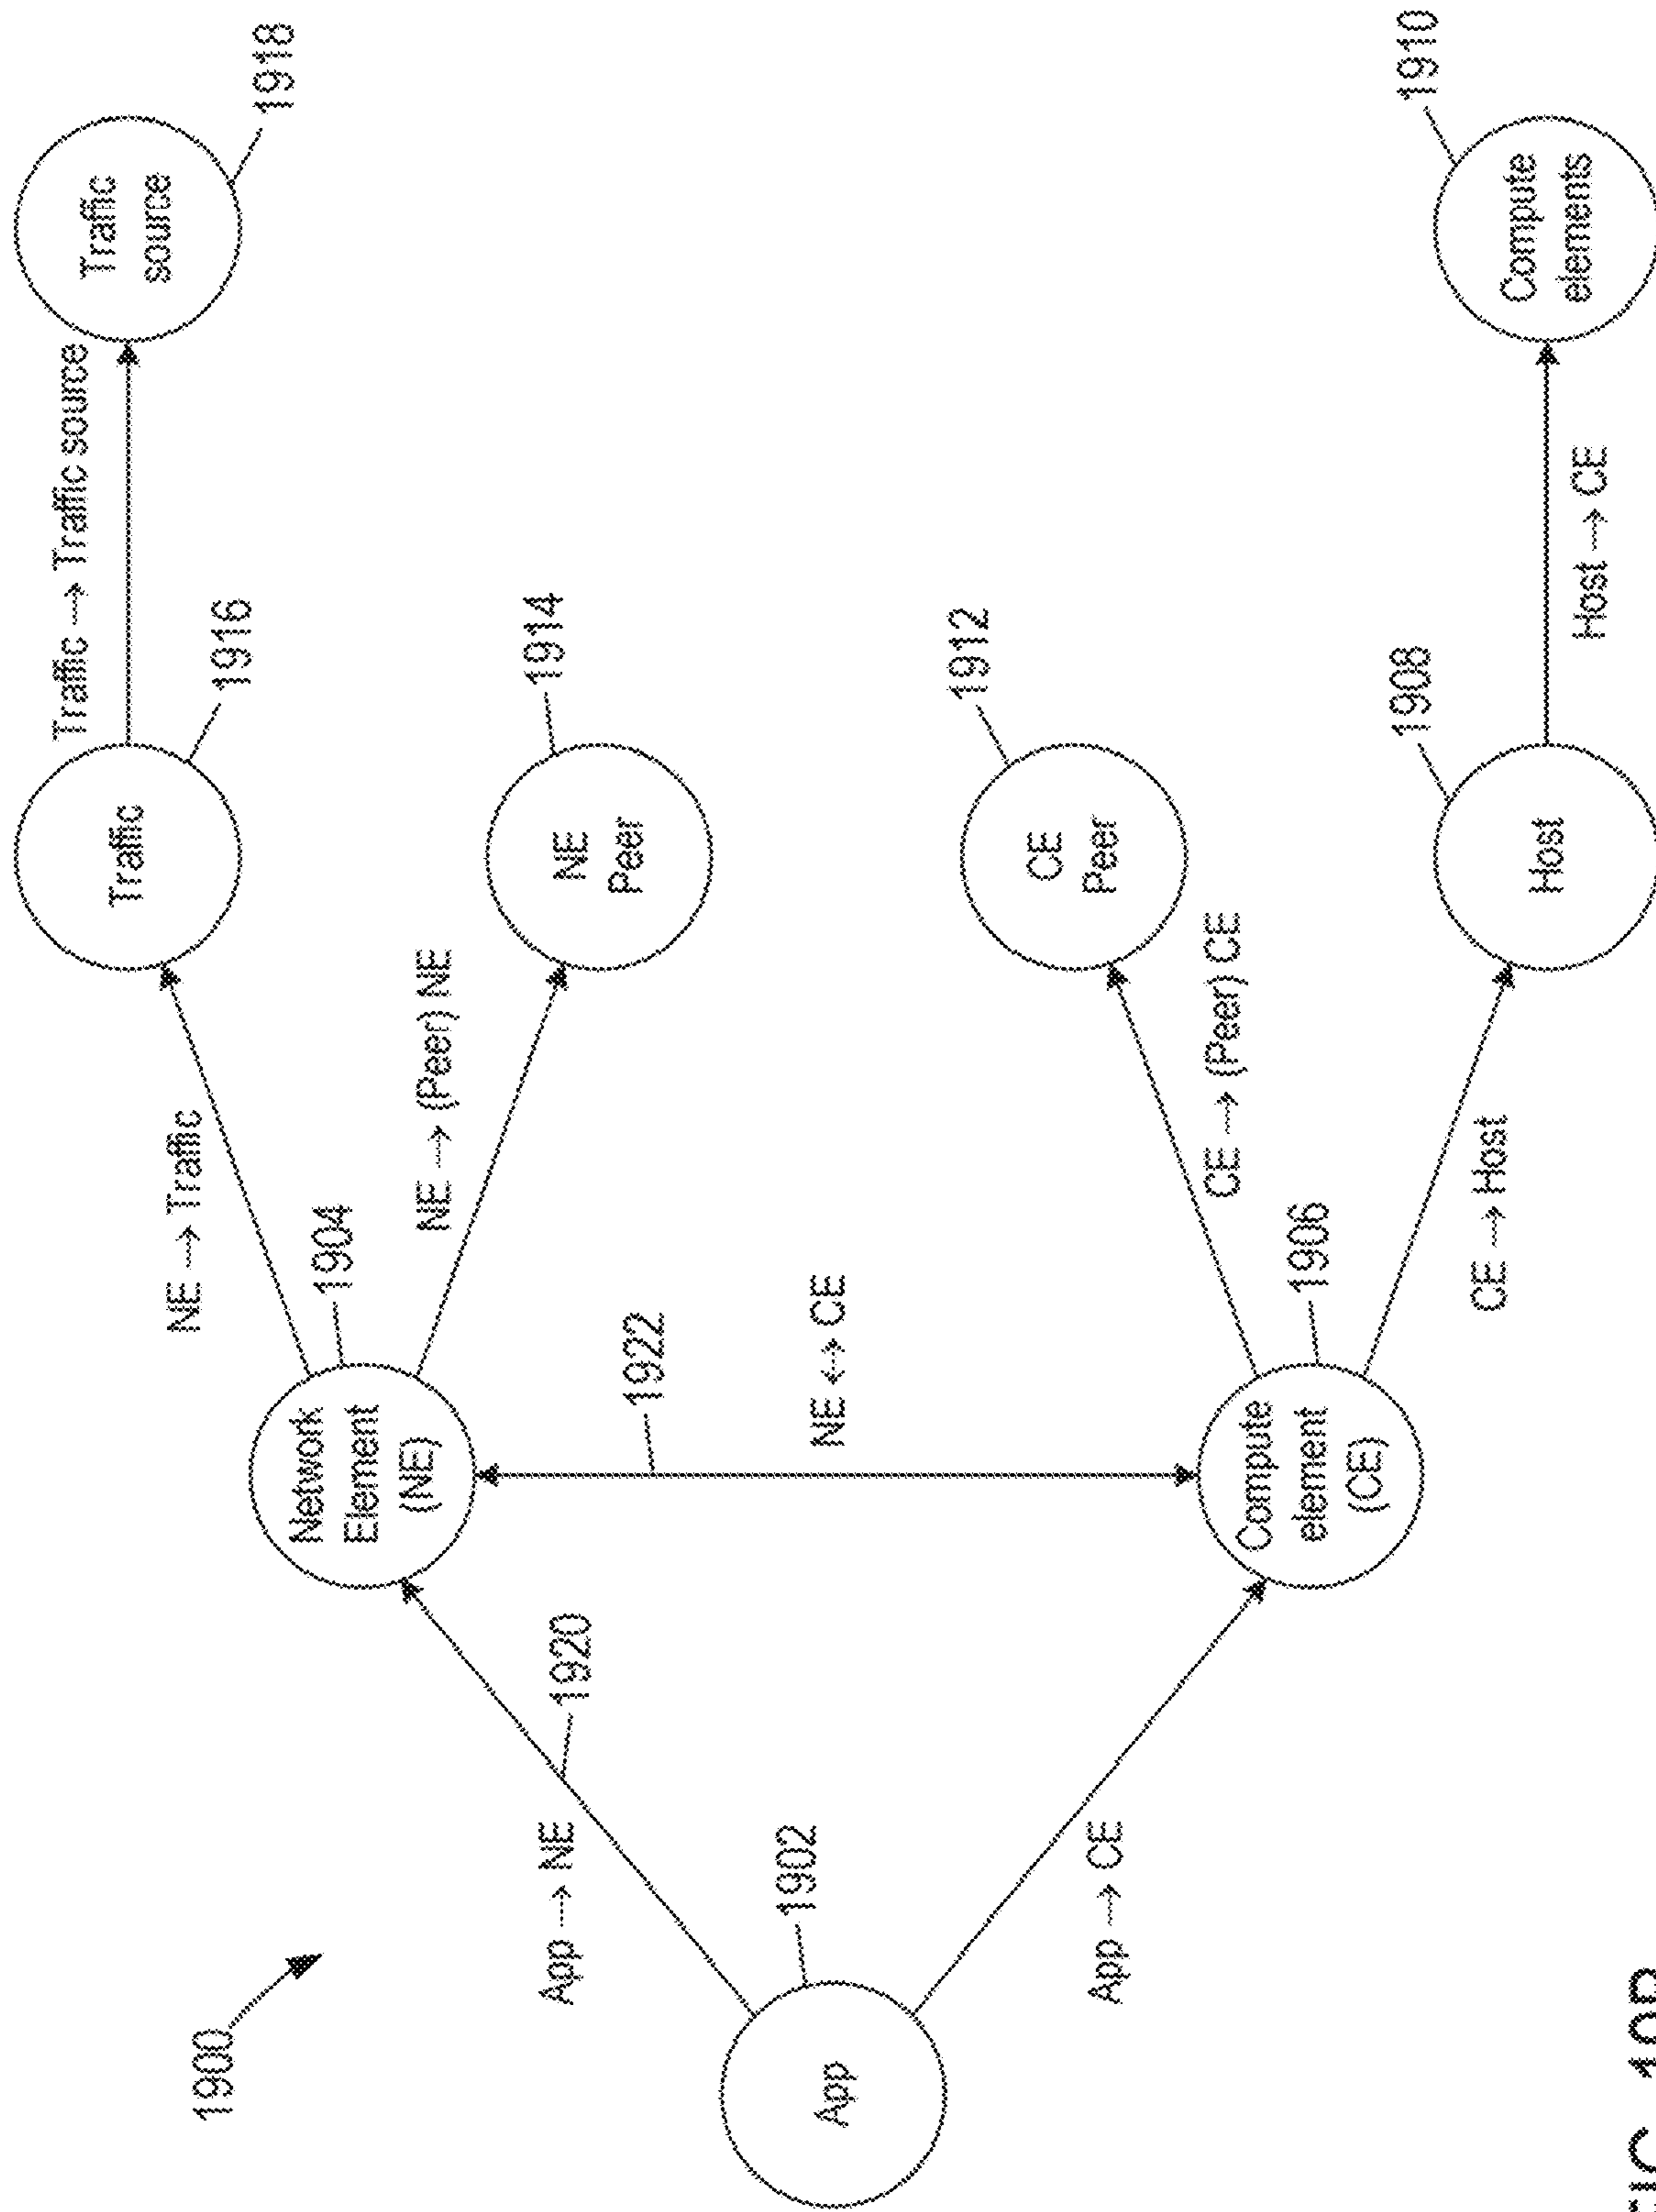 1900
Traffic → Traffic source
NE → Traffic
Traffic
Traffic
source
1916
1918
Network
Element
(NE)
1904
NE → (Peer) NE
App → NE
1920
1914
NE
Peer
1922
1902
NE ↔ CE
App
1912
CE
Peer
App → CE
CE → (Peer) CE
Compute
element
(CE)
1906
1908
1910
CE → Host
Host
Compute
elements
Host → CE